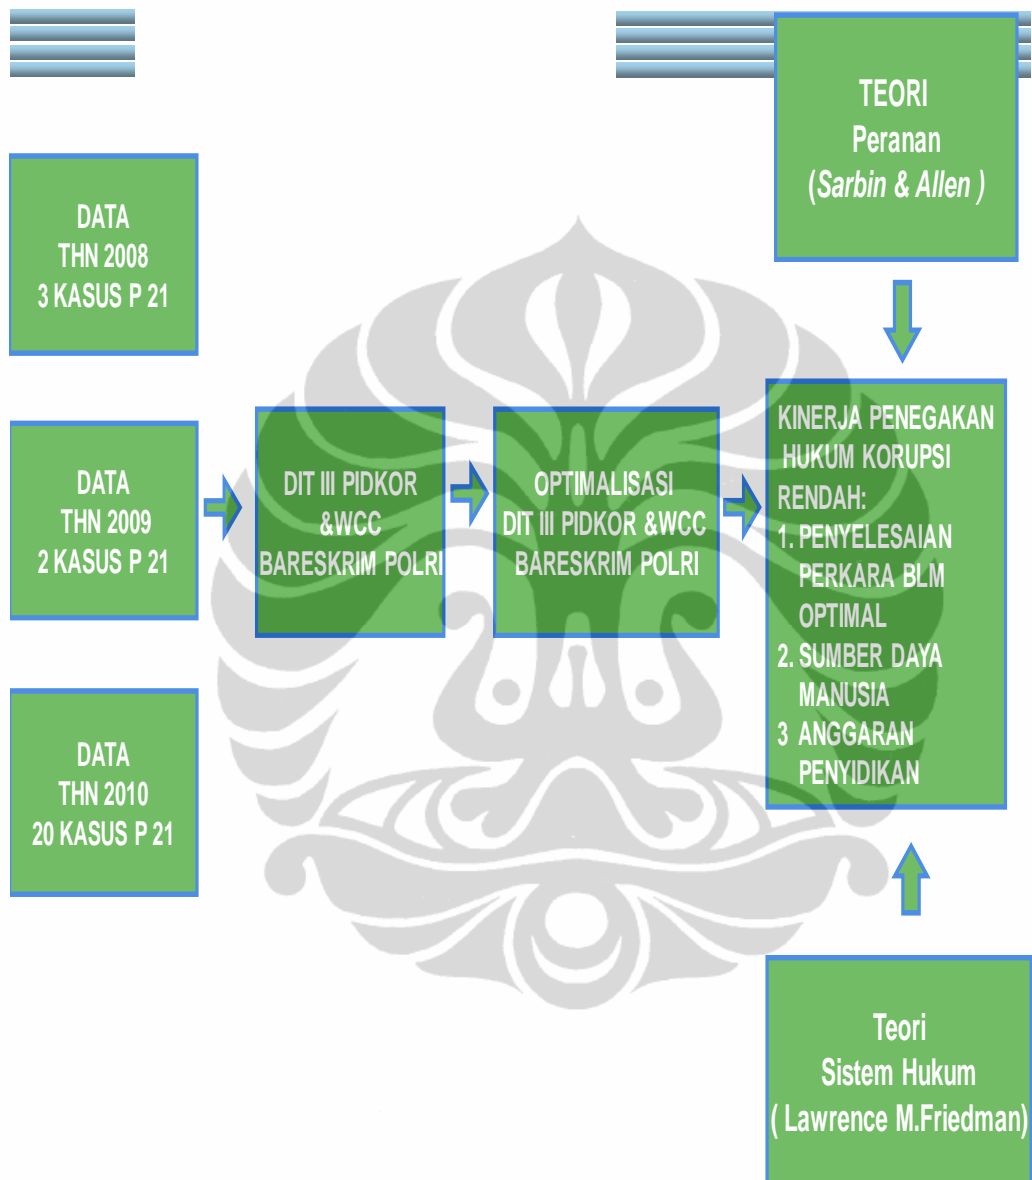 TEORI
Peranan
(Sarbin & Allen )
DATA
THN 2008
3 KASUS P 21
DATA
THN 2009
2 KASUS P 21
DATA
THN 2010
20 KASUS P 21
DIT III PIDKOR
&WCC
BARESKRIM POLRI
OPTIMALISASI
DIT III PIDKOR &WCC
BARESKRIM POLRI
KINERJA PENEGAKAN
HUKUM KORUPSI
RENDAH:
1. PENYELESAIAN
PERKARA BLM
OPTIMAL
2. SUMBER DAYA
MANUSIA
3 ANGGARAN
PENYIDIKAN
Teori
Sistem Hukum
( Lawrence M.Friedman)